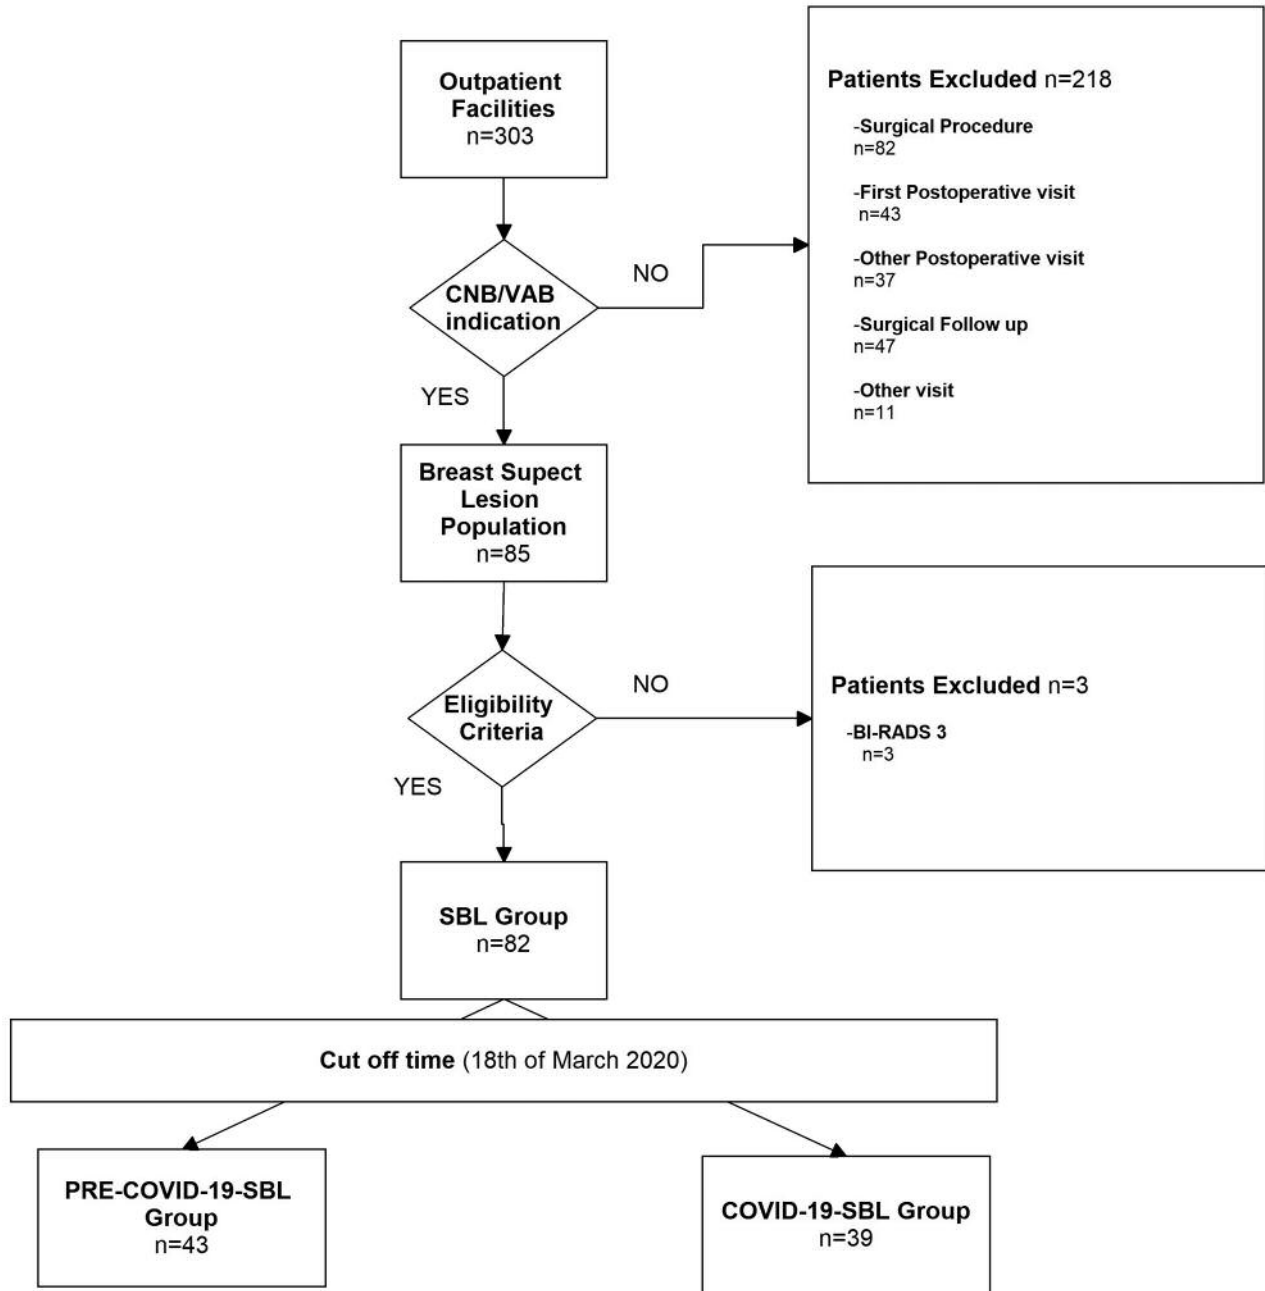 Outpatient
Facilities
n=303
Patients Excluded n=218
-Surgical Procedure
n=82
-First Postoperative visit
n=43
-Other Postoperative visit
n=37
-Surgical Follow up
n=47
-Other visit
n=11
CNB/VAB
indication
NO
YES
Breast Supect
Lesion
Population
n=85
Eligibility
Criteria
NO
Patients Excluded n=3
-BI-RADS 3
n=3
YES
SBL Group
n=82
Cut off time (18th of March 2020)
PRE-COVID-19-SBL
Group
n=43
COVID-19-SBL Group
n=39